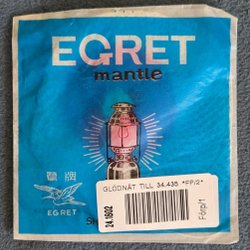 EGRET
mantle
鷺牌
EGRET
GLÖDNÄT TILL 34.435 *FP/2*
24.1602
Förp/1